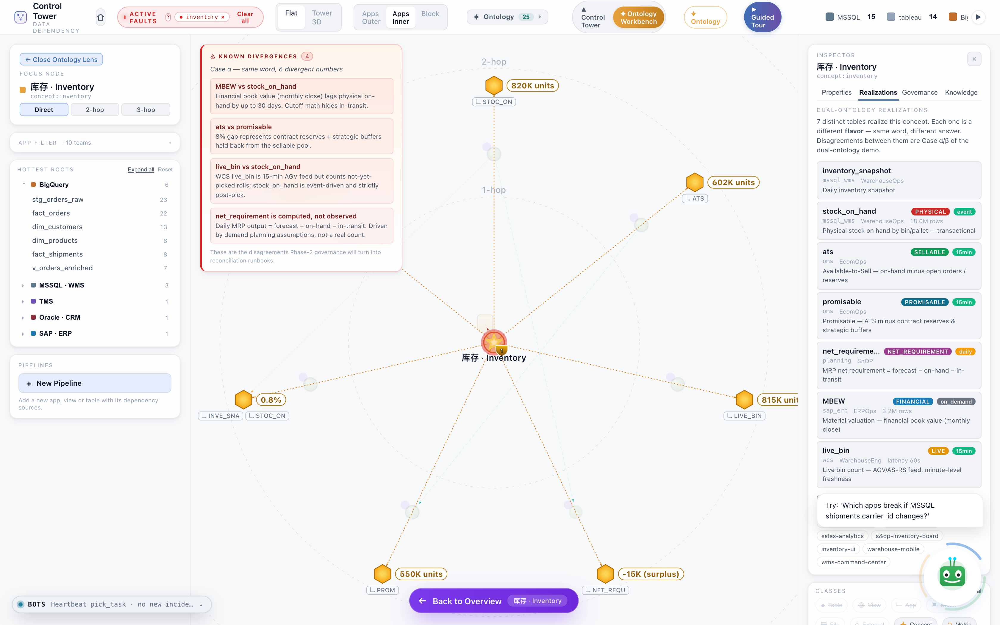 Control
Tower
DATA
DEPENDENCY
ACTIVE
FAULTS
?
inventory ×
Clear
all
Flat
Tower
3D
Apps
Outer
Apps
Inner
Block
Ontology 25
Control
Tower
Ontology
Workbench
Ontology
Guided
Tour
MSSQL 15
tableau 14
← Close Ontology Lens
FOCUS NODE
库存 · Inventory
concept:inventory
Direct
2-hop
3-hop
APP FILTER · 10 teams
HOTTEST ROOTS
Expand all
Reset
BigQuery 6
stg_orders_raw 23
fact_orders 22
dim_customers 13
dim_products 8
fact_shipments 8
v_orders_enriched 7
MSSQL · WMS 3
TMS 1
Oracle · CRM 1
SAP · ERP 1
PIPELINES
+ New Pipeline
Add a new app, view or table with its dependency
sources.
BOTS Heartbeat pick_task · no new incide…
⚠ KNOWN DIVERGENCES 4
Case α — same word, 6 divergent numbers
MBEW vs stock_on_hand
Financial book value (monthly close) lags physical on-
hand by up to 30 days. Cutoff math hides in-transit.
ats vs promisable
8% gap represents contract reserves + strategic buffers
held back from the sellable pool.
live_bin vs stock_on_hand
WCS live_bin is 15-min AGV feed but counts not-yet-
picked rolls; stock_on_hand is event-driven and strictly
post-pick.
net_requirement is computed, not observed
Daily MRP output = forecast − on-hand − in-transit. Driven
by demand planning assumptions, not a real count.
These are the disagreements Phase-2 governance will turn into
reconciliation runbooks.
2-hop
820K units
STOC_ON
602K units
ATS
1-hop
1
库存 · Inventory
0.8%
INVE_SNA
STOC_ON
815K unit
LIVE_BIN
550K units
PROM
-15K (surplus)
NET_REQU
← Back to Overview 库存 · Inventory
INSPECTOR
×
库存 · Inventory
concept:inventory
Properties
Realizations
Governance
Knowledge
DUAL-ONTOLOGY REALIZATIONS
7 distinct tables realize this concept. Each one is a
different flavor — same word, different answer.
Disagreements between them are Case α/β of the
dual-ontology demo.
inventory_snapshot
mssql_wms WarehouseOps
Daily inventory snapshot
stock_on_hand PHYSICAL event
mssql_wms WarehouseOps 18.0M rows
Physical stock on hand by bin/pallet — transactional
ats SELLABLE 15min
oms EcomOps
Available-to-Sell — on-hand minus open orders /
reserves
promisable PROMISABLE 15min
oms EcomOps
Promisable — ATS minus contract reserves &
strategic buffers
net_requireme… NET_REQUIREMENT daily
planning SnOP
MRP net requirement = forecast − on-hand − in-
transit
MBEW FINANCIAL on_demand
sap_erp ERPOps 3.2M rows
Material valuation — financial book value (monthly
close)
live_bin LIVE 15min
wcs WarehouseEng latency 60s
Live bin count — AGV/AS-RS feed, minute-level
freshness
Try: 'Which apps break if MSSQL
shipments.carrier_id changes?'
sales-analytics
s&op-inventory-board
inventory-ui
warehouse-mobile
wms-command-center
CLASSES
all
Table
View
App
Sheet
File
External
Concept
Metric